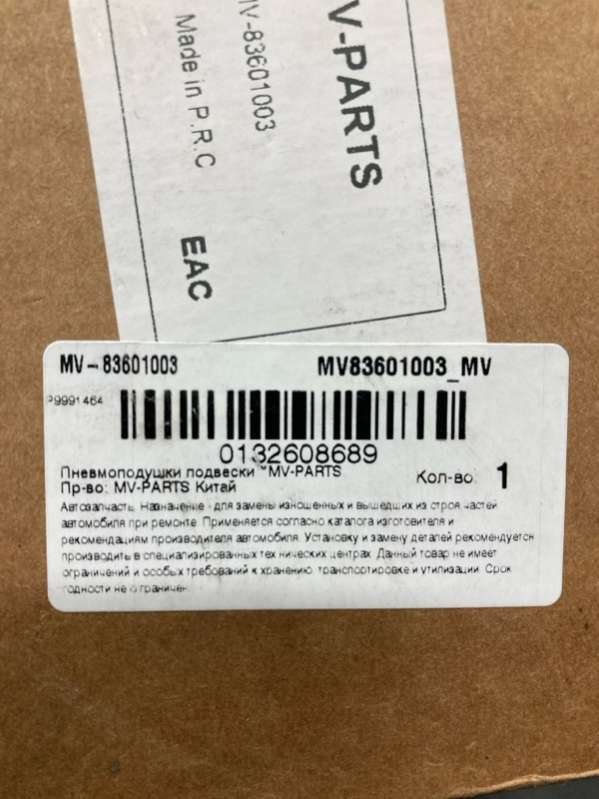 V-PARTS
MV-83601003
Made in P.R.C
EAC
MV-83601003 MV83601003_MV
P9991464
0132608689
Пневмоподушки подвески "MV-PARTS
Пр-во: MV-PARTS Китай
Кол-во: 1
Автозапчасть. Назначение - для замены изношенных и вышедших из строя частей
автомобиля при ремонте. Применяется согласно каталога изготовителя и
рекомендациям производителя автомобиля. Установку и замену деталей рекомендуется
производить в специализированных технических центрах. Данный товар не имеет
ограничений и особых требований к хранению, транспортировке и утилизации. Срок
годности не ограничен